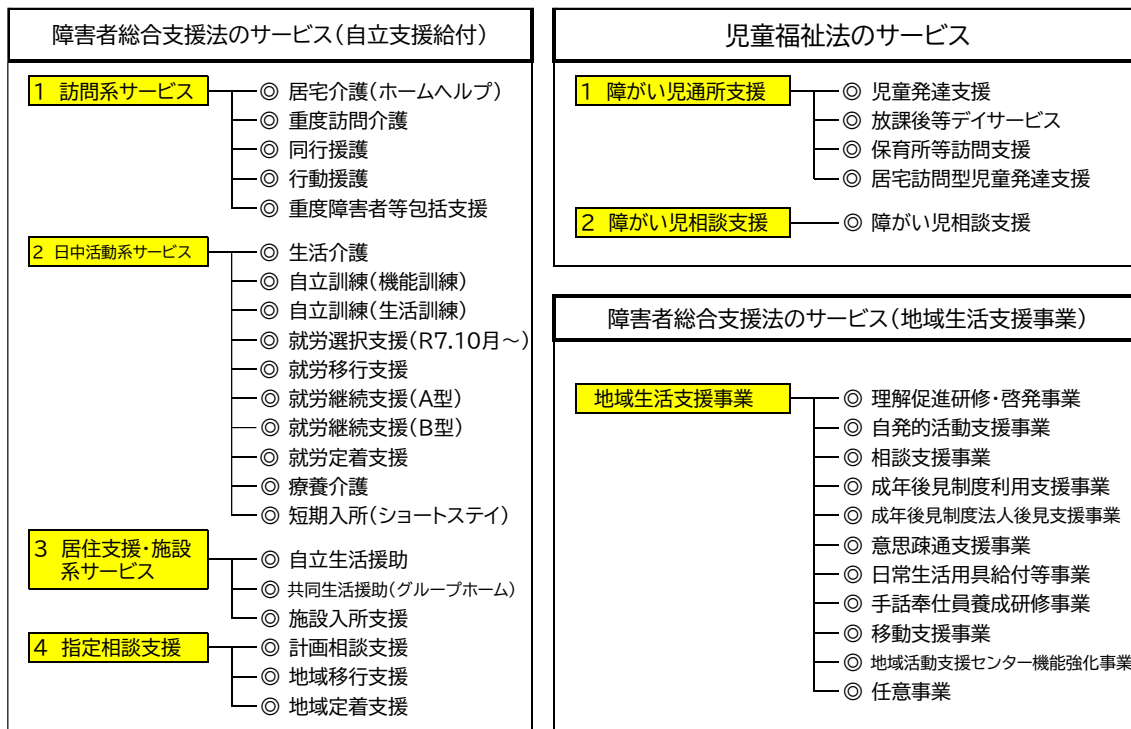 障害者総合支援法のサービス(自立支援給付)
1 訪問系サービス
◎ 居宅介護(ホームヘルプ)
◎ 重度訪問介護
◎ 同行援護
◎ 行動援護
◎ 重度障害者等包括支援
2 日中活動系サービス
◎ 生活介護
◎ 自立訓練(機能訓練)
◎ 自立訓練(生活訓練)
◎ 就労選択支援(R7.10月~)
◎ 就労移行支援
◎ 就労継続支援(A型)
◎ 就労継続支援(B型)
◎ 就労定着支援
◎ 療養介護
◎ 短期入所(ショートステイ)
3 居住支援・施設
系サービス
◎ 自立生活援助
◎ 共同生活援助(グループホーム)
◎ 施設入所支援
4 指定相談支援
◎ 計画相談支援
◎ 地域移行支援
◎ 地域定着支援
児童福祉法のサービス
1 障がい児通所支援
◎ 児童発達支援
◎ 放課後等デイサービス
◎ 保育所等訪問支援
◎ 居宅訪問型児童発達支援
2 障がい児相談支援
◎ 障がい児相談支援
障害者総合支援法のサービス(地域生活支援事業)
地域生活支援事業
◎ 理解促進研修・啓発事業
◎ 自発的活動支援事業
◎ 相談支援事業
◎ 成年後見制度利用支援事業
◎ 成年後見制度法人後見支援事業
◎ 意思疎通支援事業
◎ 日常生活用具給付等事業
◎ 手話奉仕員養成研修事業
◎ 移動支援事業
◎ 地域活動支援センター機能強化事業
◎ 任意事業